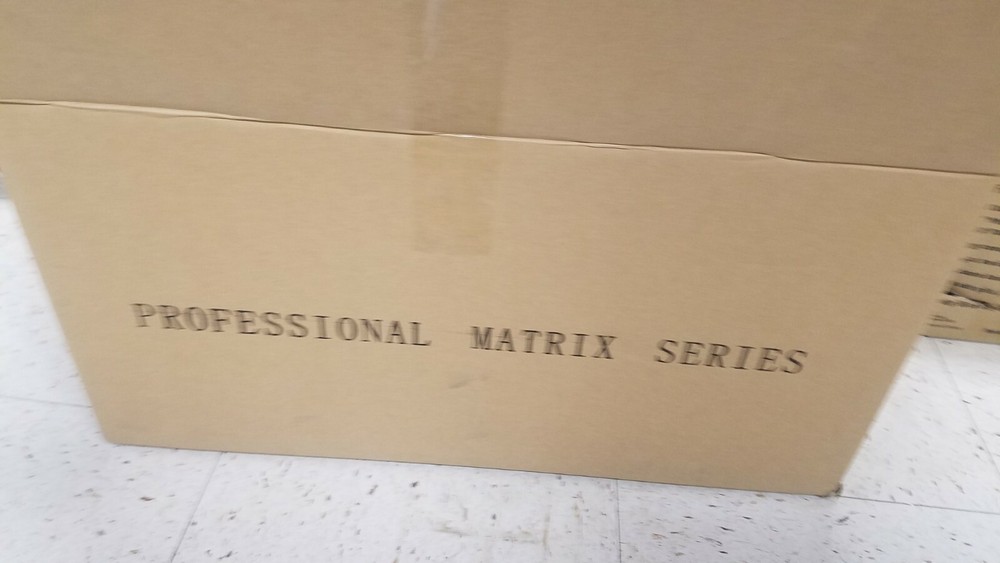 PROFESSIONAL MATRIX SERIES